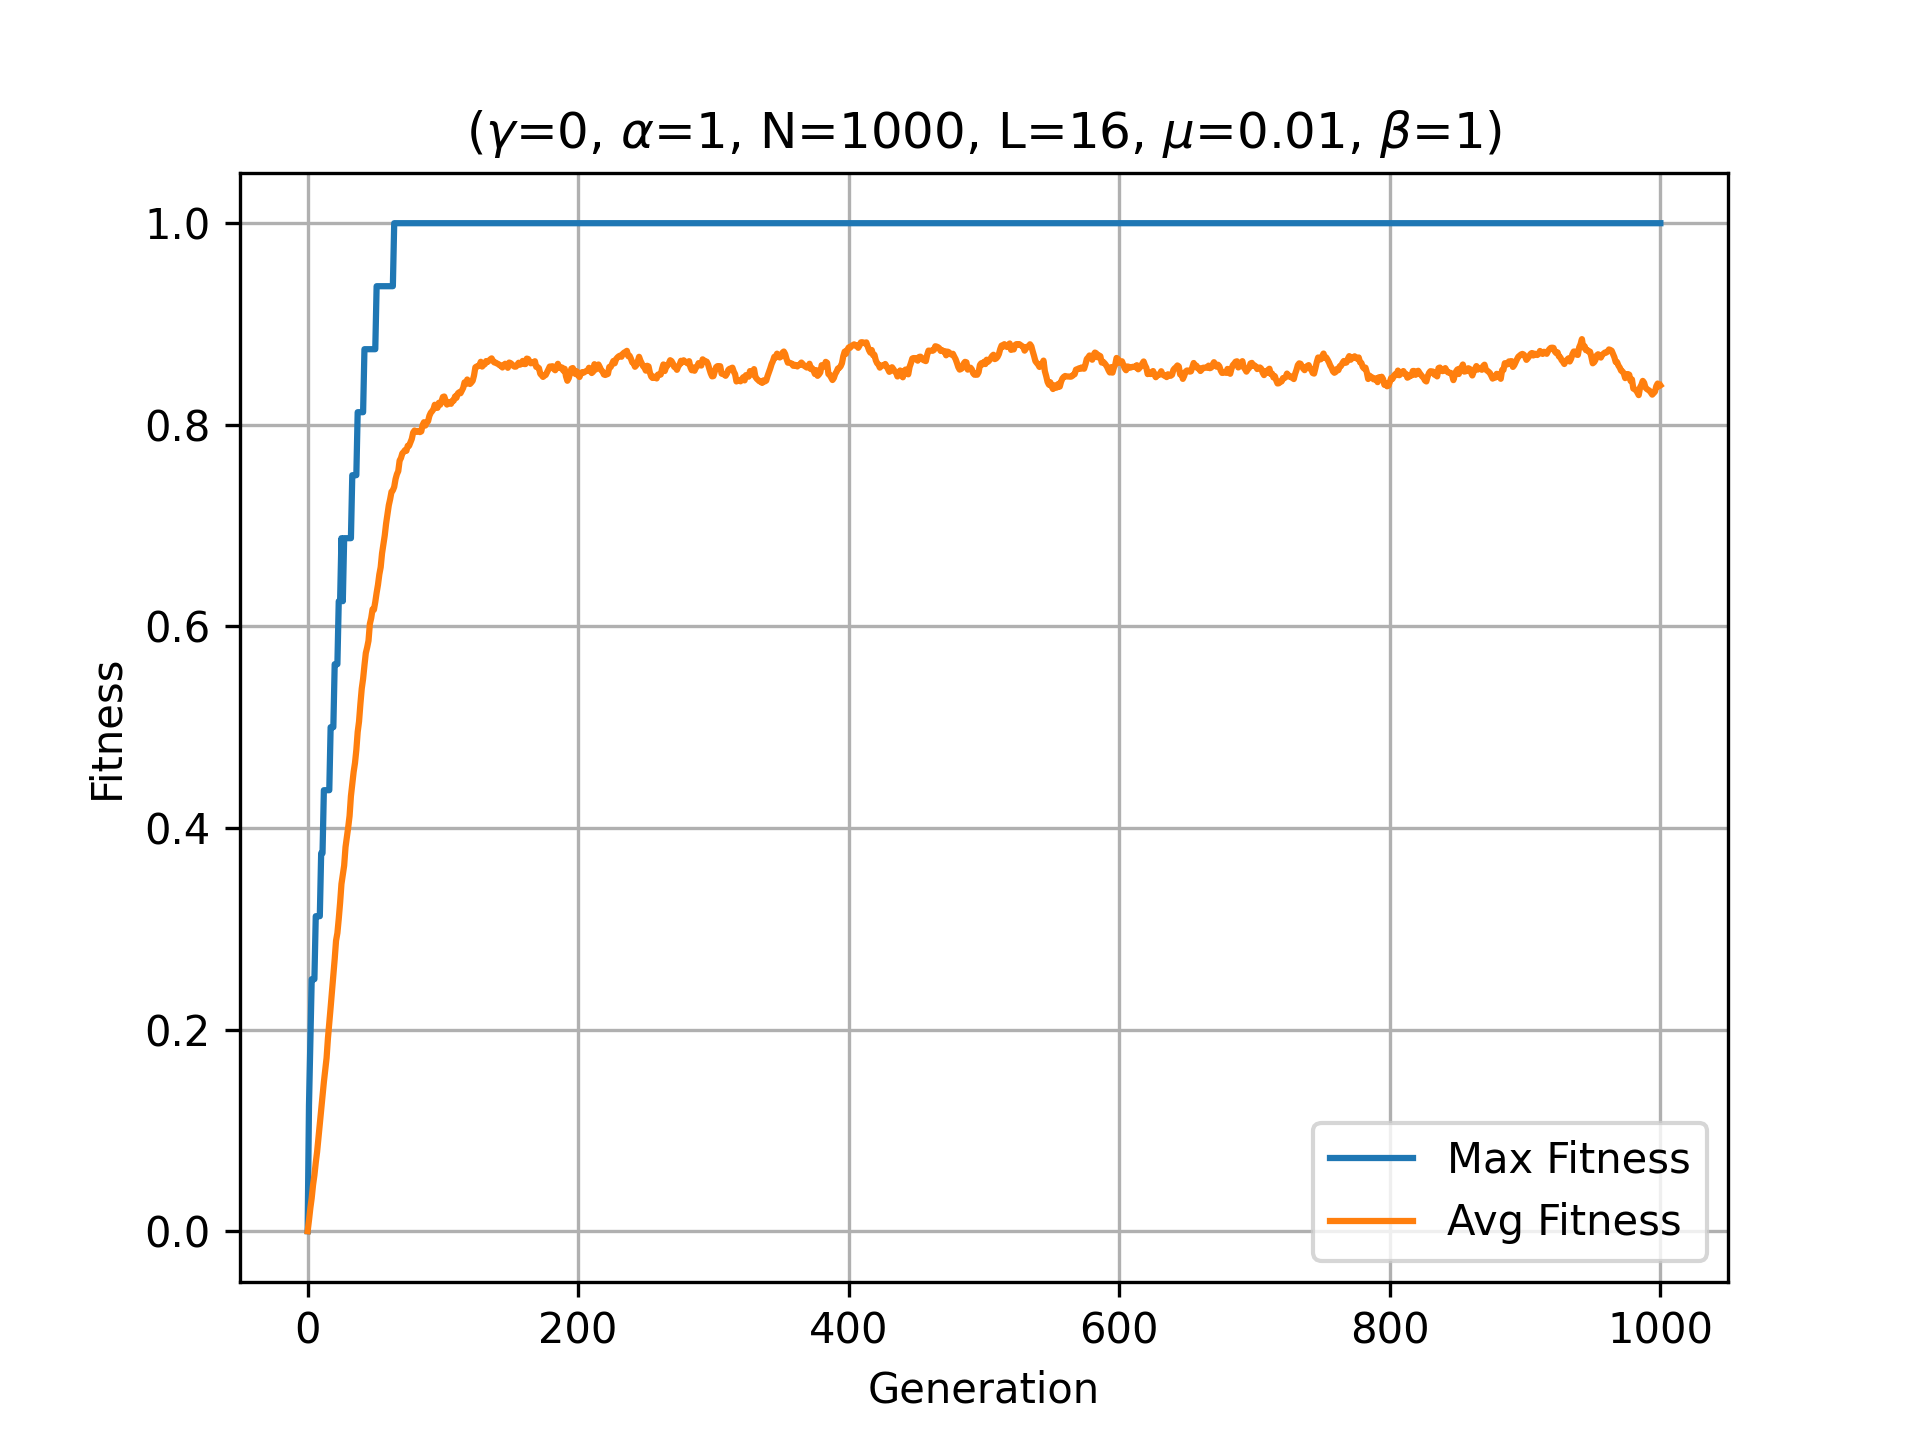 (γ=0, α=1, N=1000, L=16, μ=0.01, β=1)
1.0
0.8
0.6
0.4
0.2
0.0
Fitness
0 200 400 600 800 1000
Generation
Max Fitness
Avg Fitness